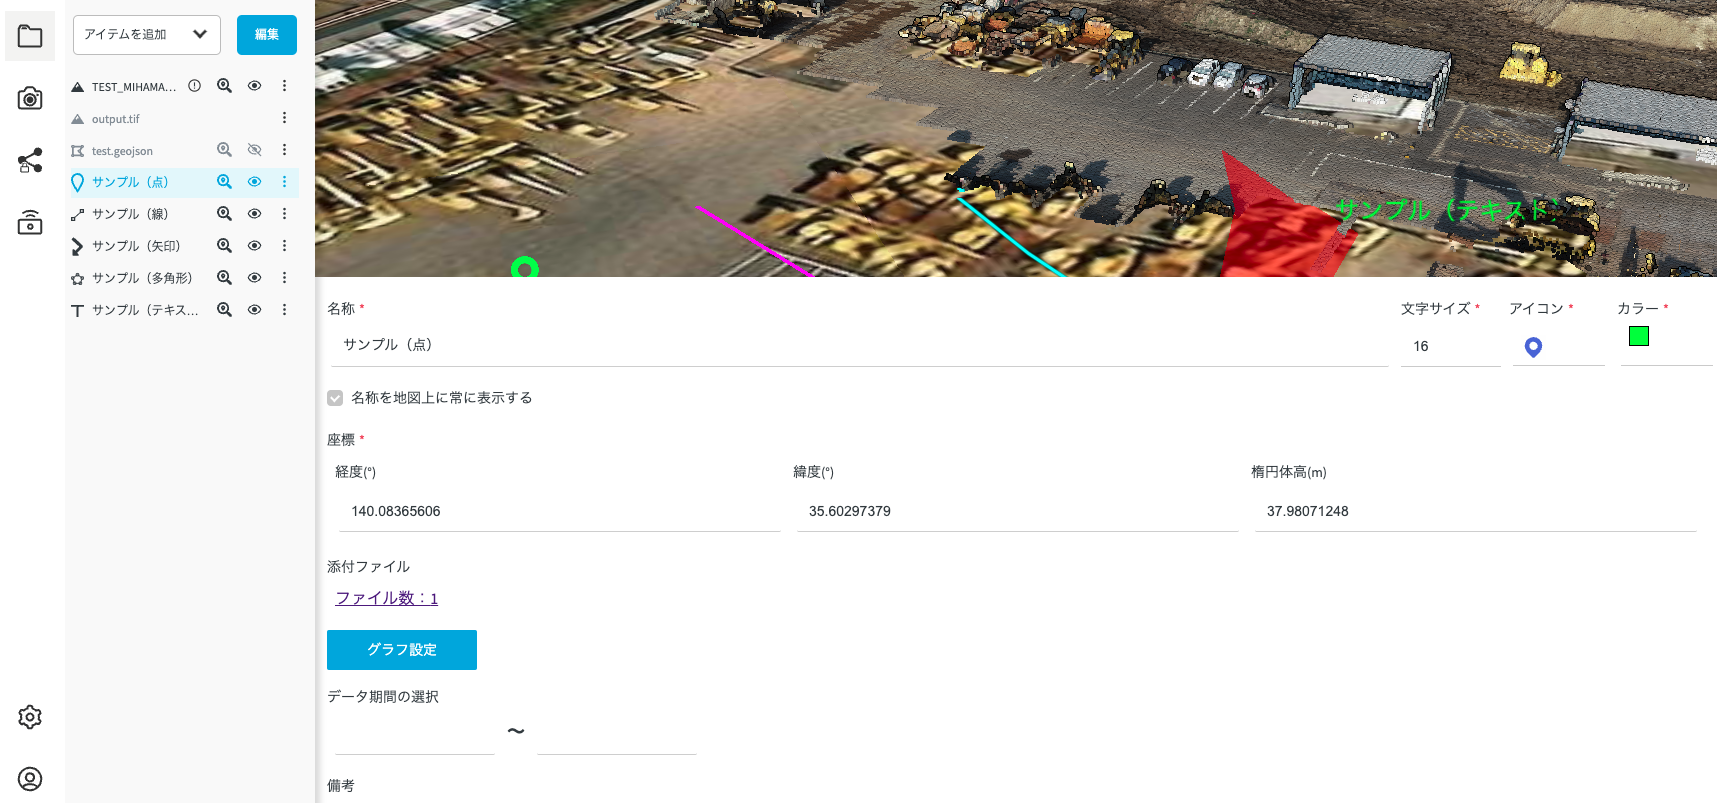 アイテムを追加
編集
TEST_MIHAMA...
output.tif
test.geojson
サンプル（点）
サンプル（線）
サンプル（矢印）
サンプル（多角形）
サンプル（テキス...
サンプル（テキスト）
名称 *
文字サイズ *
アイコン *
カラー *
サンプル（点）
16
名称を地図上に常に表示する
座標 *
経度(°)
緯度(°)
楕円体高(m)
140.08365606
35.60297379
37.98071248
添付ファイル
ファイル数：1
グラフ設定
データ期間の選択
〜
備考